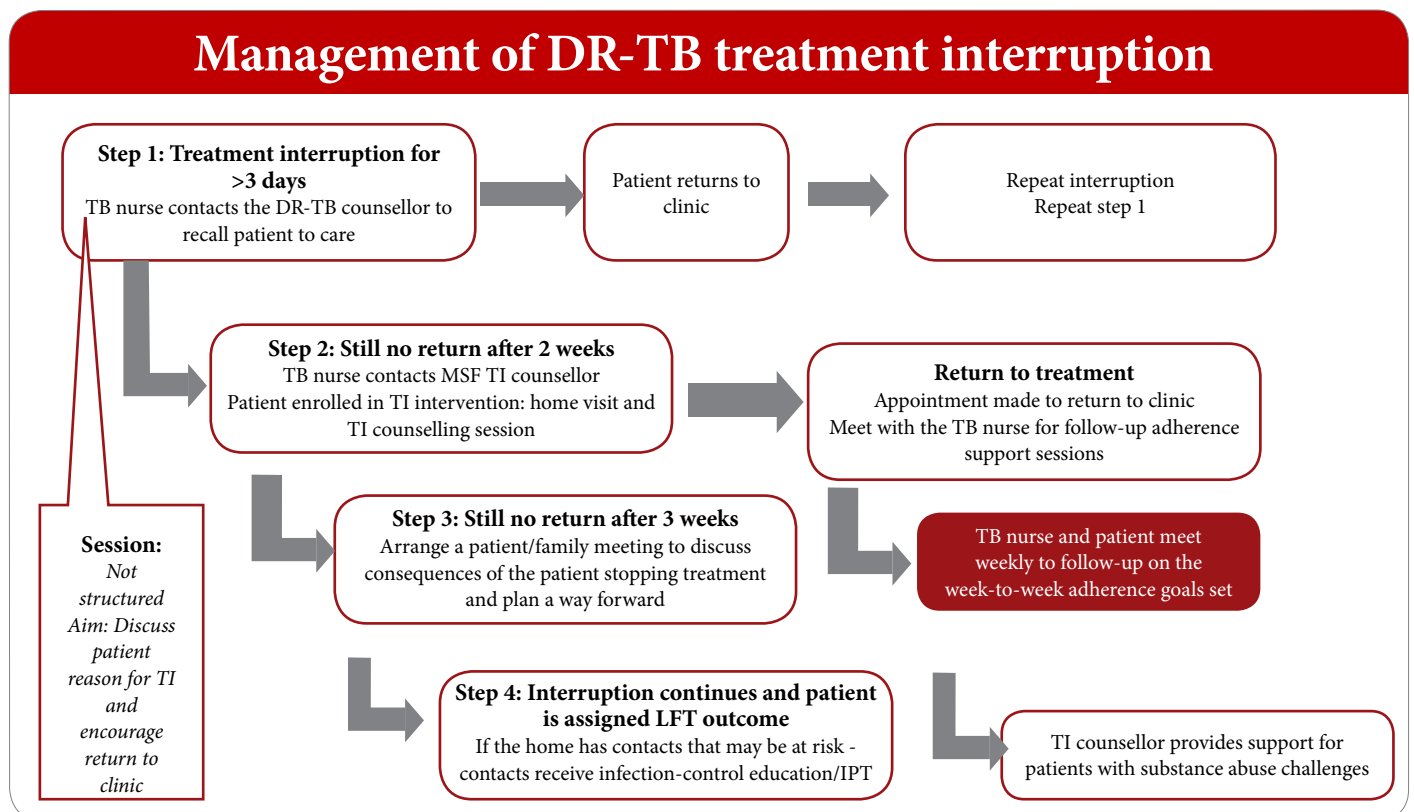 Management of DR-TB treatment interruption
Step 1: Treatment interruption for
>3 days
TB nurse contacts the DR-TB counsellor to
recall patient to care
Patient returns to
clinic
Repeat interruption
Repeat step 1
Step 2: Still no return after 2 weeks
TB nurse contacts MSF TI counsellor
Patient enrolled in TI intervention: home visit and
TI counselling session
Return to treatment
Appointment made to return to clinic
Meet with the TB nurse for follow-up adherence
support sessions
Session:
Not
structured
Aim: Discuss
patient
reason for TI
and
encourage
return to
clinic
Step 3: Still no return after 3 weeks
Arrange a patient/family meeting to discuss
consequences of the patient stopping treatment
and plan a way forward
TB nurse and patient meet
weekly to follow-up on the
week-to-week adherence goals set
Step 4: Interruption continues and patient
is assigned LFT outcome
If the home has contacts that may be at risk -
contacts receive infection-control education/IPT
TI counsellor provides support for
patients with substance abuse challenges